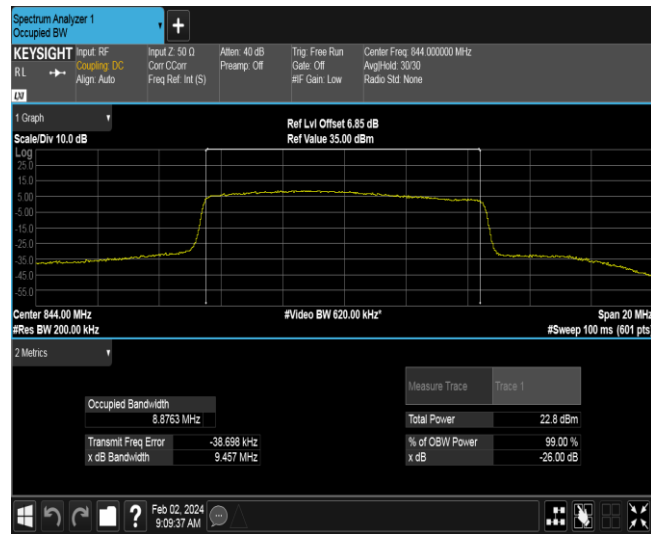 Spectrum Analyzer 1
Occupied BW
+
KEYSIGHT
RL
LXI
Input: RF
Coupling: DC
Align: Auto
Input Z: 50 Ω
Corr CCorr
Freq Ref: Int (S)
Atten: 40 dB
Preamp: Off
Trig: Free Run
Gate: Off
#IF Gain: Low
Center Freq: 844.000000 MHz
Avg|Hold: 30/30
Radio Std: None
1 Graph
Scale/Div 10.0 dB
Ref Lvl Offset 6.85 dB
Ref Value 35.00 dBm
Log
25.0
15.0
5.00
-5.00
-15.0
-25.0
-35.0
-45.0
-55.0
Center 844.00 MHz
#Res BW 200.00 kHz
#Video BW 620.00 kHz*
Span 20 MHz
#Sweep 100 ms (601 pts)
2 Metrics
Measure Trace Trace 1
Occupied Bandwidth
8.8763 MHz
Total Power 22.8 dBm
Transmit Freq Error -38.698 kHz
% of OBW Power 99.00 %
x dB Bandwidth 9.457 MHz
x dB -26.00 dB
?
Feb 02, 2024
9:09:37 AM